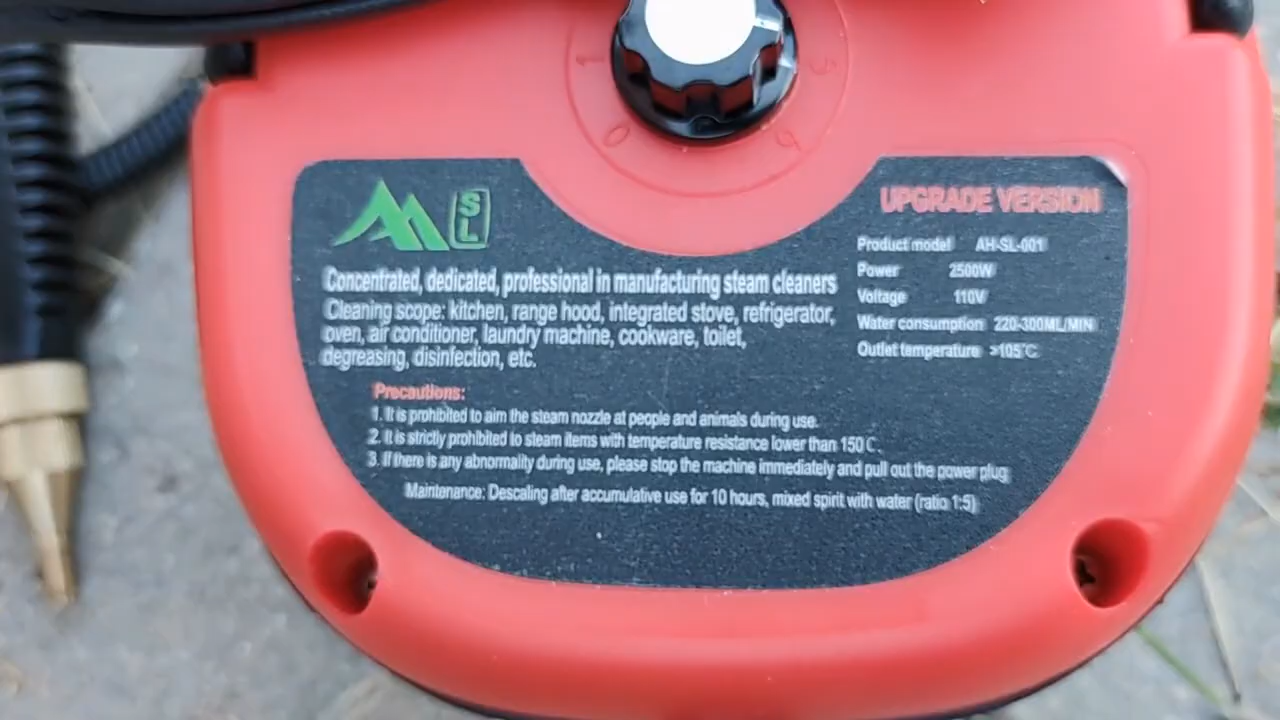 1 5
0 6
SL
UPGRADE VERSION
Product model AH-SL-001
Power 2500W
Voltage 110V
Water consumption 220-300ML/MIN
Outlet temperature >105℃
Concentrated, dedicated, professional in manufacturing steam cleaners
Cleaning scope: kitchen, range hood, integrated stove, refrigerator,
oven, air conditioner, laundry machine, cookware, toilet,
degreasing, disinfection, etc.
Precautions:
1. It is prohibited to aim the steam nozzle at people and animals during use.
2. It is strictly prohibited to steam items with temperature resistance lower than 150℃.
3. If there is any abnormality during use, please stop the machine immediately and pull out the power plug
Maintenance: Descaling after accumulative use for 10 hours, mixed spirit with water (ratio 1:5)